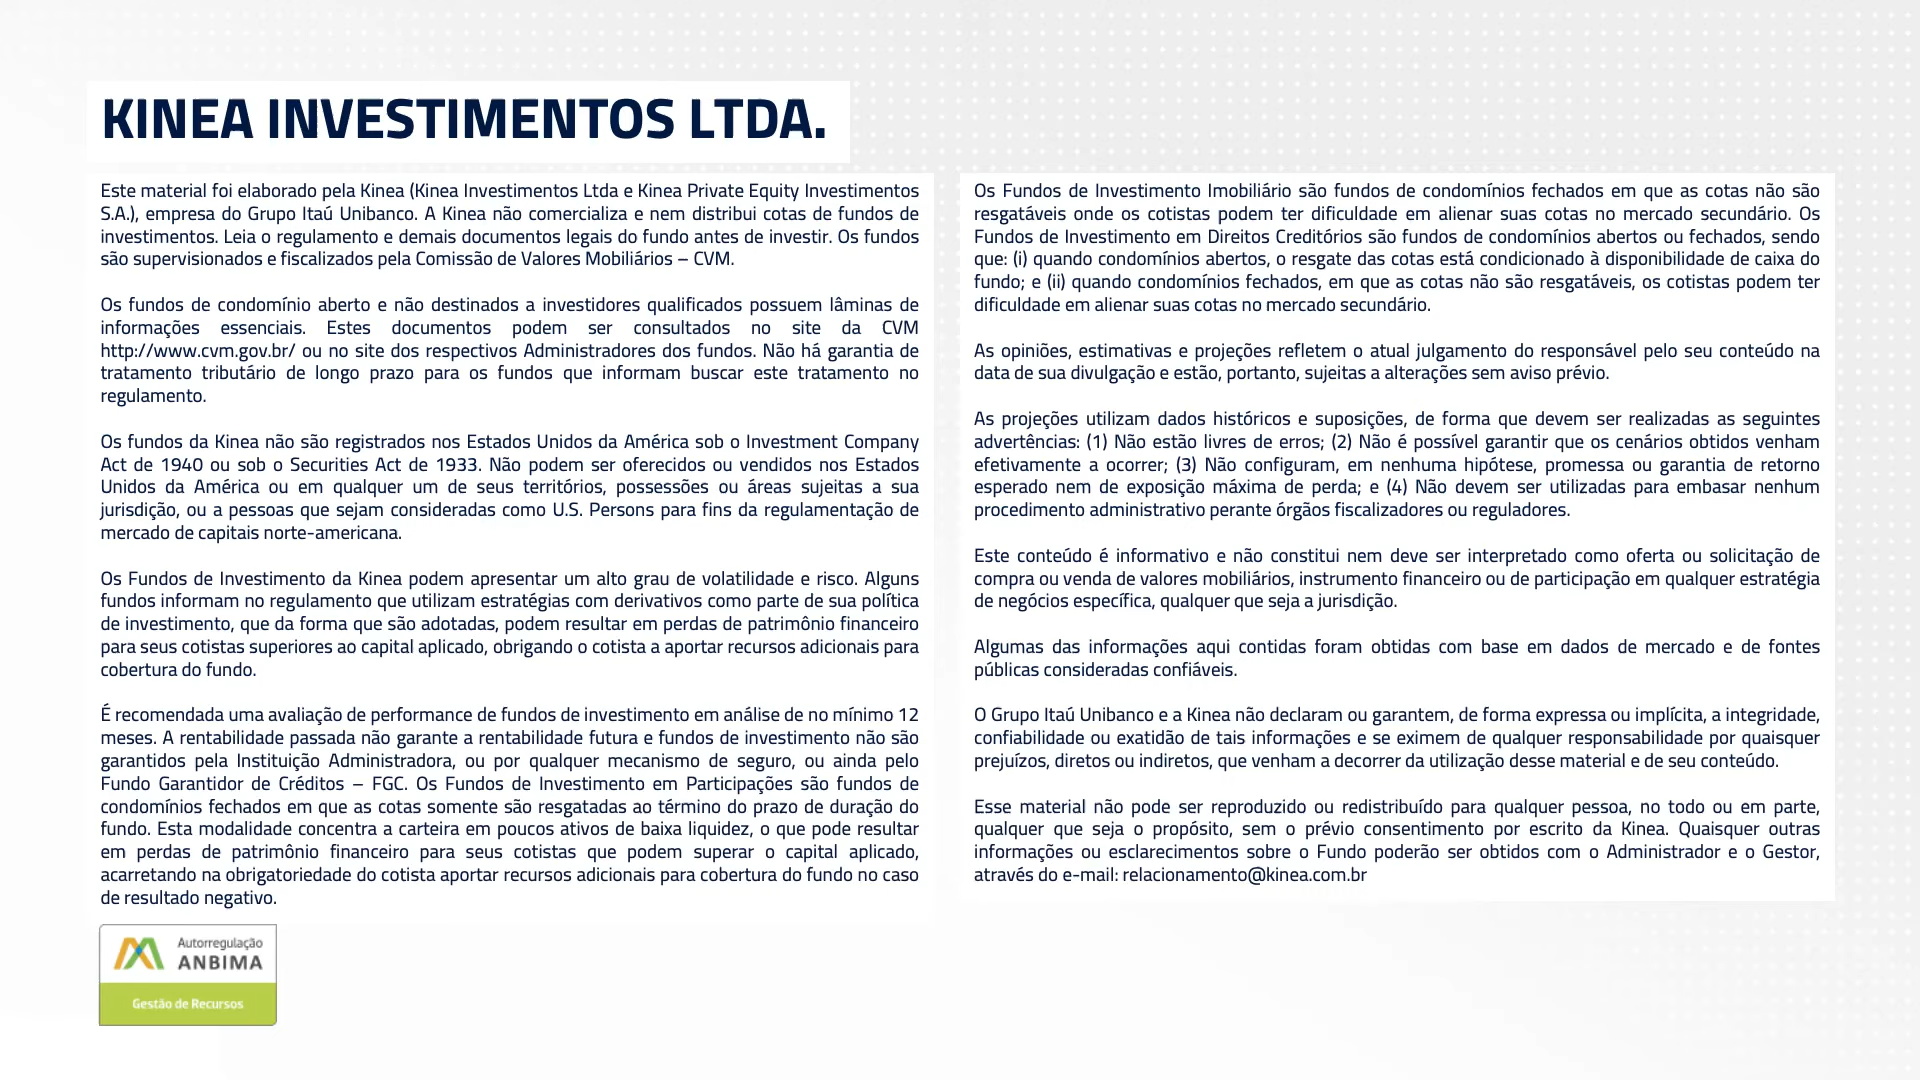 KINEA INVESTIMENTOS LTDA.
Este material foi elaborado pela Kinea (Kinea Investimentos Ltda e Kinea Private Equity Investimentos
S.A.), empresa do Grupo Itaú Unibanco. A Kinea não comercializa e nem distribui cotas de fundos de
investimentos. Leia o regulamento e demais documentos legais do fundo antes de investir. Os fundos
são supervisionados e fiscalizados pela Comissão de Valores Mobiliários – CVM.
Os fundos de condomínio aberto e não destinados a investidores qualificados possuem lâminas de
informações essenciais. Estes documentos podem ser consultados no site da CVM
http://www.cvm.gov.br/ ou no site dos respectivos Administradores dos fundos. Não há garantia de
tratamento tributário de longo prazo para os fundos que informam buscar este tratamento no
regulamento.
Os fundos da Kinea não são registrados nos Estados Unidos da América sob o Investment Company
Act de 1940 ou sob o Securities Act de 1933. Não podem ser oferecidos ou vendidos nos Estados
Unidos da América ou em qualquer um de seus territórios, possessões ou áreas sujeitas a sua
jurisdição, ou a pessoas que sejam consideradas como U.S. Persons para fins da regulamentação de
mercado de capitais norte-americana.
Os Fundos de Investimento da Kinea podem apresentar um alto grau de volatilidade e risco. Alguns
fundos informam no regulamento que utilizam estratégias com derivativos como parte de sua política
de investimento, que da forma que são adotadas, podem resultar em perdas de patrimônio financeiro
para seus cotistas superiores ao capital aplicado, obrigando o cotista a aportar recursos adicionais para
cobertura do fundo.
É recomendada uma avaliação de performance de fundos de investimento em análise de no mínimo 12
meses. A rentabilidade passada não garante a rentabilidade futura e fundos de investimento não são
garantidos pela Instituição Administradora, ou por qualquer mecanismo de seguro, ou ainda pelo
Fundo Garantidor de Créditos – FGC. Os Fundos de Investimento em Participações são fundos de
condomínios fechados em que as cotas somente são resgatadas ao término do prazo de duração do
fundo. Esta modalidade concentra a carteira em poucos ativos de baixa liquidez, o que pode resultar
em perdas de patrimônio financeiro para seus cotistas que podem superar o capital aplicado,
acarretando na obrigatoriedade do cotista aportar recursos adicionais para cobertura do fundo no caso
de resultado negativo.
Os Fundos de Investimento Imobiliário são fundos de condomínios fechados em que as cotas não são
resgatáveis onde os cotistas podem ter dificuldade em alienar suas cotas no mercado secundário. Os
Fundos de Investimento em Direitos Creditórios são fundos de condomínios abertos ou fechados, sendo
que: (i) quando condomínios abertos, o resgate das cotas está condicionado à disponibilidade de caixa do
fundo; e (ii) quando condomínios fechados, em que as cotas não são resgatáveis, os cotistas podem ter
dificuldade em alienar suas cotas no mercado secundário.
As opiniões, estimativas e projeções refletem o atual julgamento do responsável pelo seu conteúdo na
data de sua divulgação e estão, portanto, sujeitas a alterações sem aviso prévio.
As projeções utilizam dados históricos e suposições, de forma que devem ser realizadas as seguintes
advertências: (1) Não estão livres de erros; (2) Não é possível garantir que os cenários obtidos venham
efetivamente a ocorrer; (3) Não configuram, em nenhuma hipótese, promessa ou garantia de retorno
esperado nem de exposição máxima de perda; e (4) Não devem ser utilizadas para embasar nenhum
procedimento administrativo perante órgãos fiscalizadores ou reguladores.
Este conteúdo é informativo e não constitui nem deve ser interpretado como oferta ou solicitação de
compra ou venda de valores mobiliários, instrumento financeiro ou de participação em qualquer estratégia
de negócios específica, qualquer que seja a jurisdição.
Algumas das informações aqui contidas foram obtidas com base em dados de mercado e de fontes
públicas consideradas confiáveis.
O Grupo Itaú Unibanco e a Kinea não declaram ou garantem, de forma expressa ou implícita, a integridade,
confiabilidade ou exatidão de tais informações e se eximem de qualquer responsabilidade por quaisquer
prejuízos, diretos ou indiretos, que venham a decorrer da utilização desse material e de seu conteúdo.
Esse material não pode ser reproduzido ou redistribuído para qualquer pessoa, no todo ou em parte,
qualquer que seja o propósito, sem o prévio consentimento por escrito da Kinea. Quaisquer outras
informações ou esclarecimentos sobre o Fundo poderão ser obtidos com o Administrador e o Gestor,
através do e-mail: relacionamento@kinea.com.br
Autorregulação
ANBIMA
Gestão de Recursos